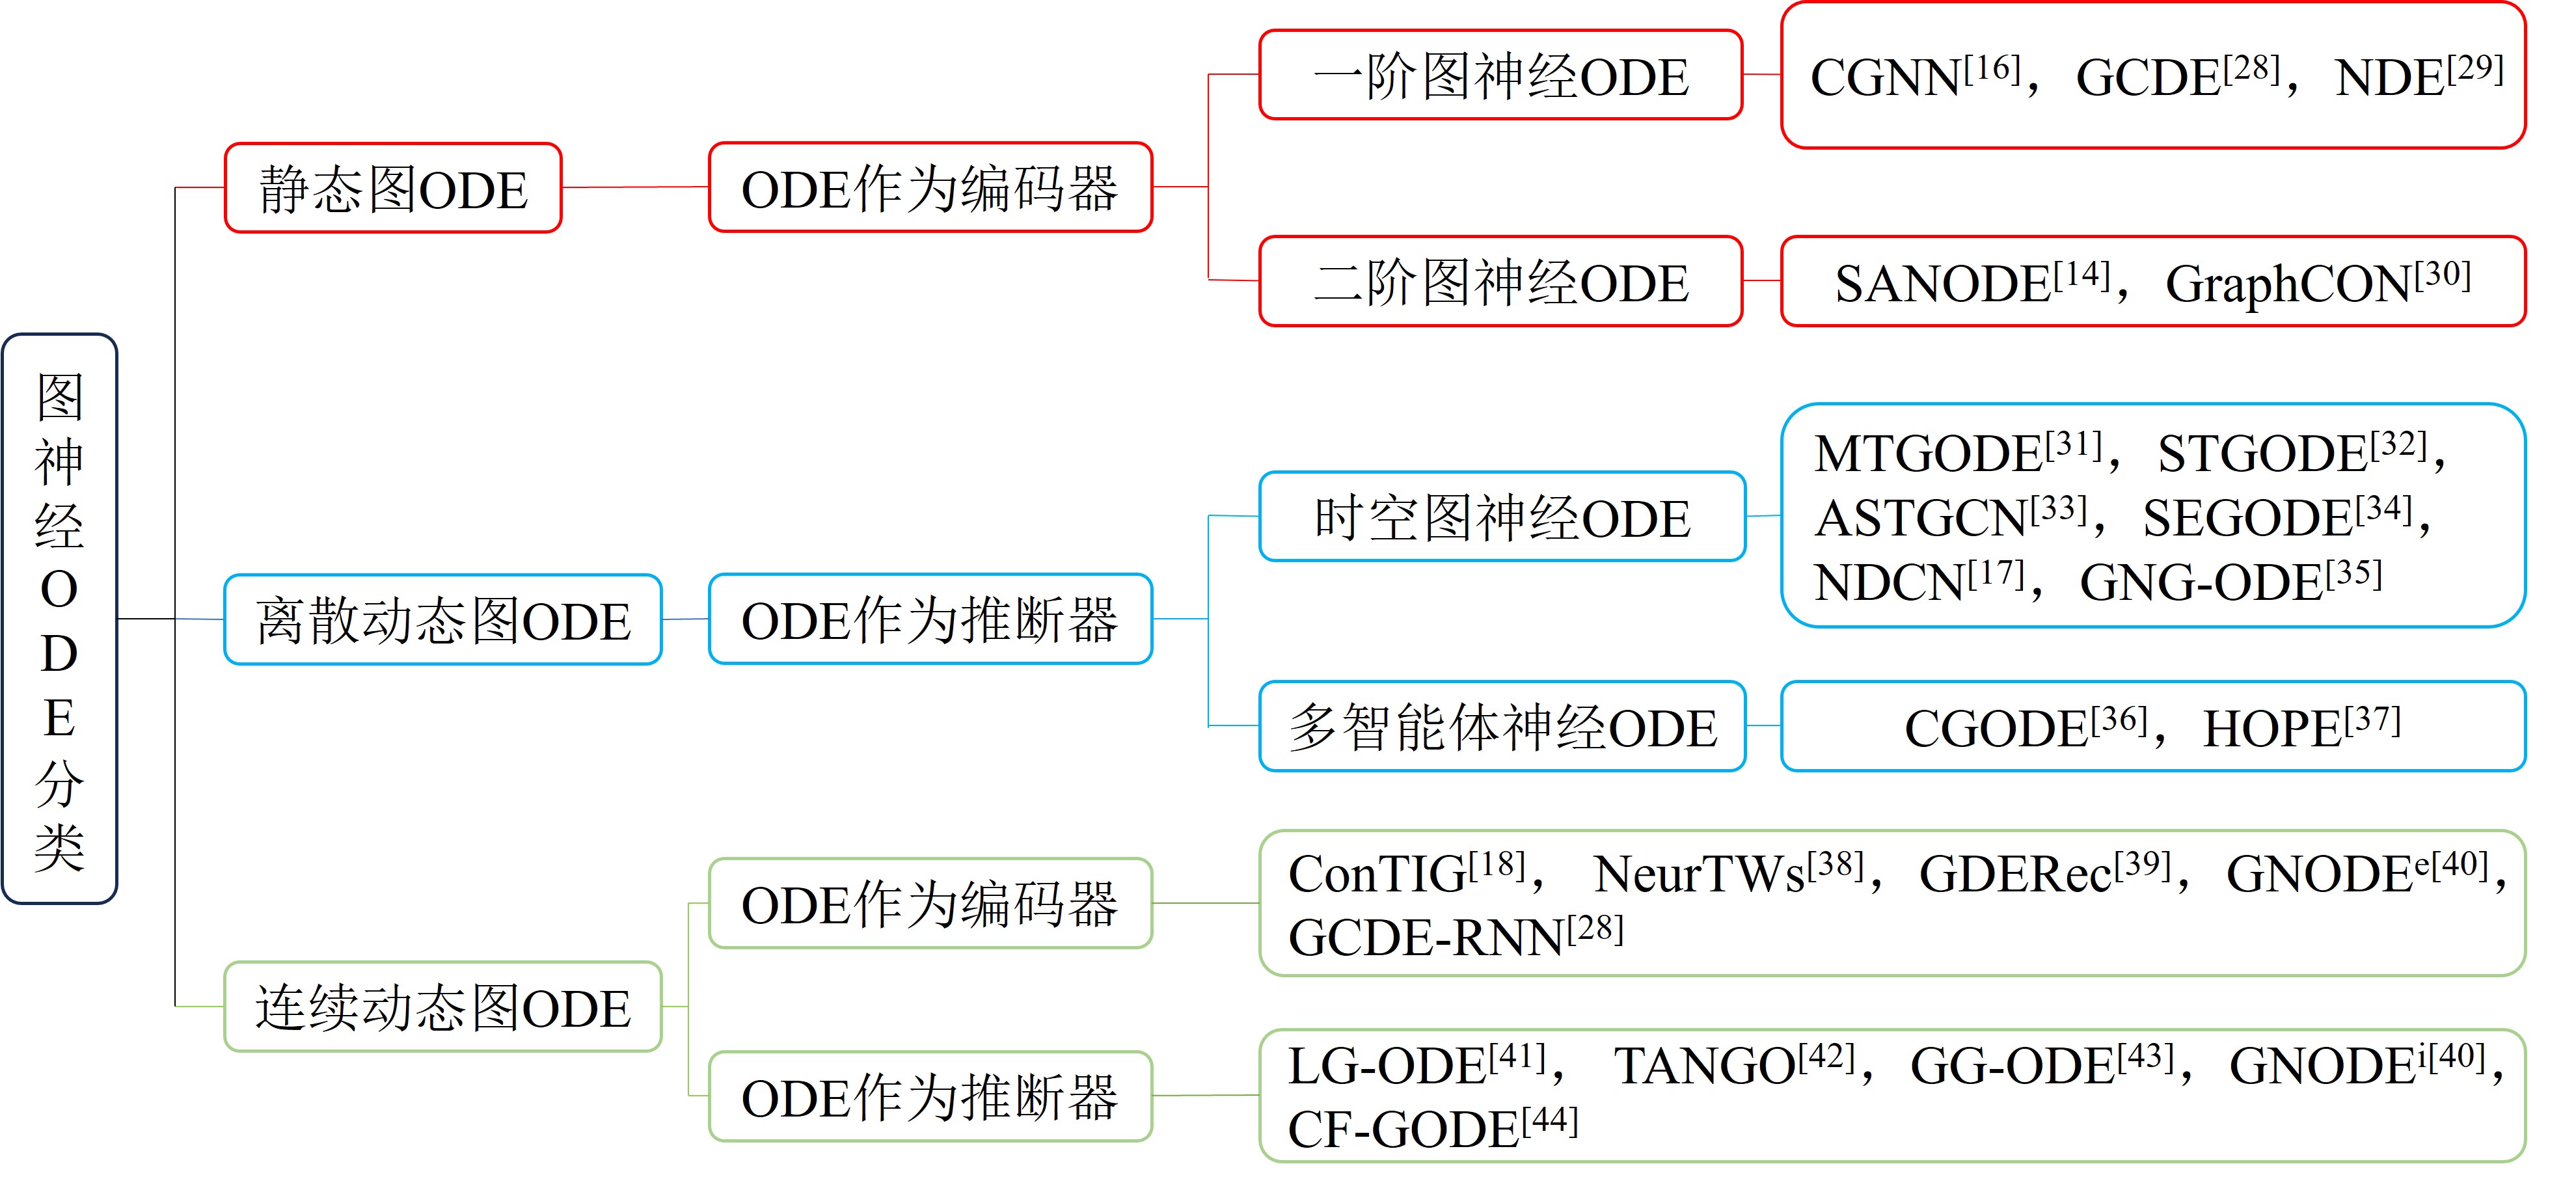 图神经ODE分类
静态图ODE
ODE作为编码器
一阶图神经ODE
CGNN[16]，GCDE[28]，NDE[29]
二阶图神经ODE
SANODE[14]，GraphCON[30]
离散动态图ODE
ODE作为推断器
时空图神经ODE
MTGODE[31]，STGODE[32]，
ASTGCN[33]，SEGODE[34]，
NDCN[17]，GNG-ODE[35]
多智能体神经ODE
CGODE[36]，HOPE[37]
连续动态图ODE
ODE作为编码器
ConTIG[18]， NeurTWs[38]，GDERec[39]，GNODEe[40]，
GCDE-RNN[28]
ODE作为推断器
LG-ODE[41]， TANGO[42]，GG-ODE[43]，GNODEi[40]，
CF-GODE[44]